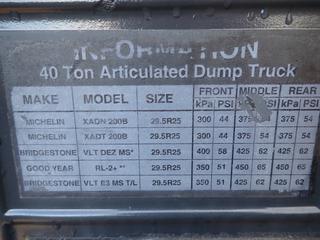 INFORMATION
40 Ton Articulated Dump Truck
MAKE MODEL SIZE FRONT MIDDLE REAR
kPa PSI kPa PSI kPa PSI
MICHELIN XADN 200B 29.5R25 300 44 375 375 54
MICHELIN XADT 200B 29.5R25 300 44 375 54 375 54
BRIDGESTONE VLT DEZ MS* 29.5R25 400 58 425 62 425 62
GOOD YEAR RL-2+ ** 29.5R25 350 51 450 65 450 65
BRIDGESTONE VLT E3 MS T/L 29.5R25 350 51 425 62 425 62